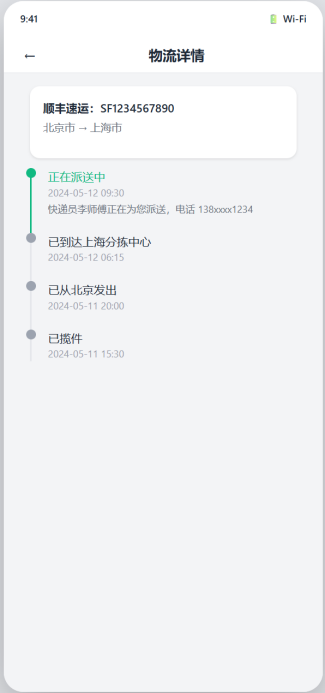 9:41 🔋 Wi-Fi
← 物流详情
顺丰速运：SF1234567890
北京市 → 上海市
正在派送中
2024-05-12 09:30
快递员李师傅正在为您派送，电话 138xxxx1234
已到达上海分拣中心
2024-05-12 06:15
已从北京发出
2024-05-11 20:00
已揽件
2024-05-11 15:30